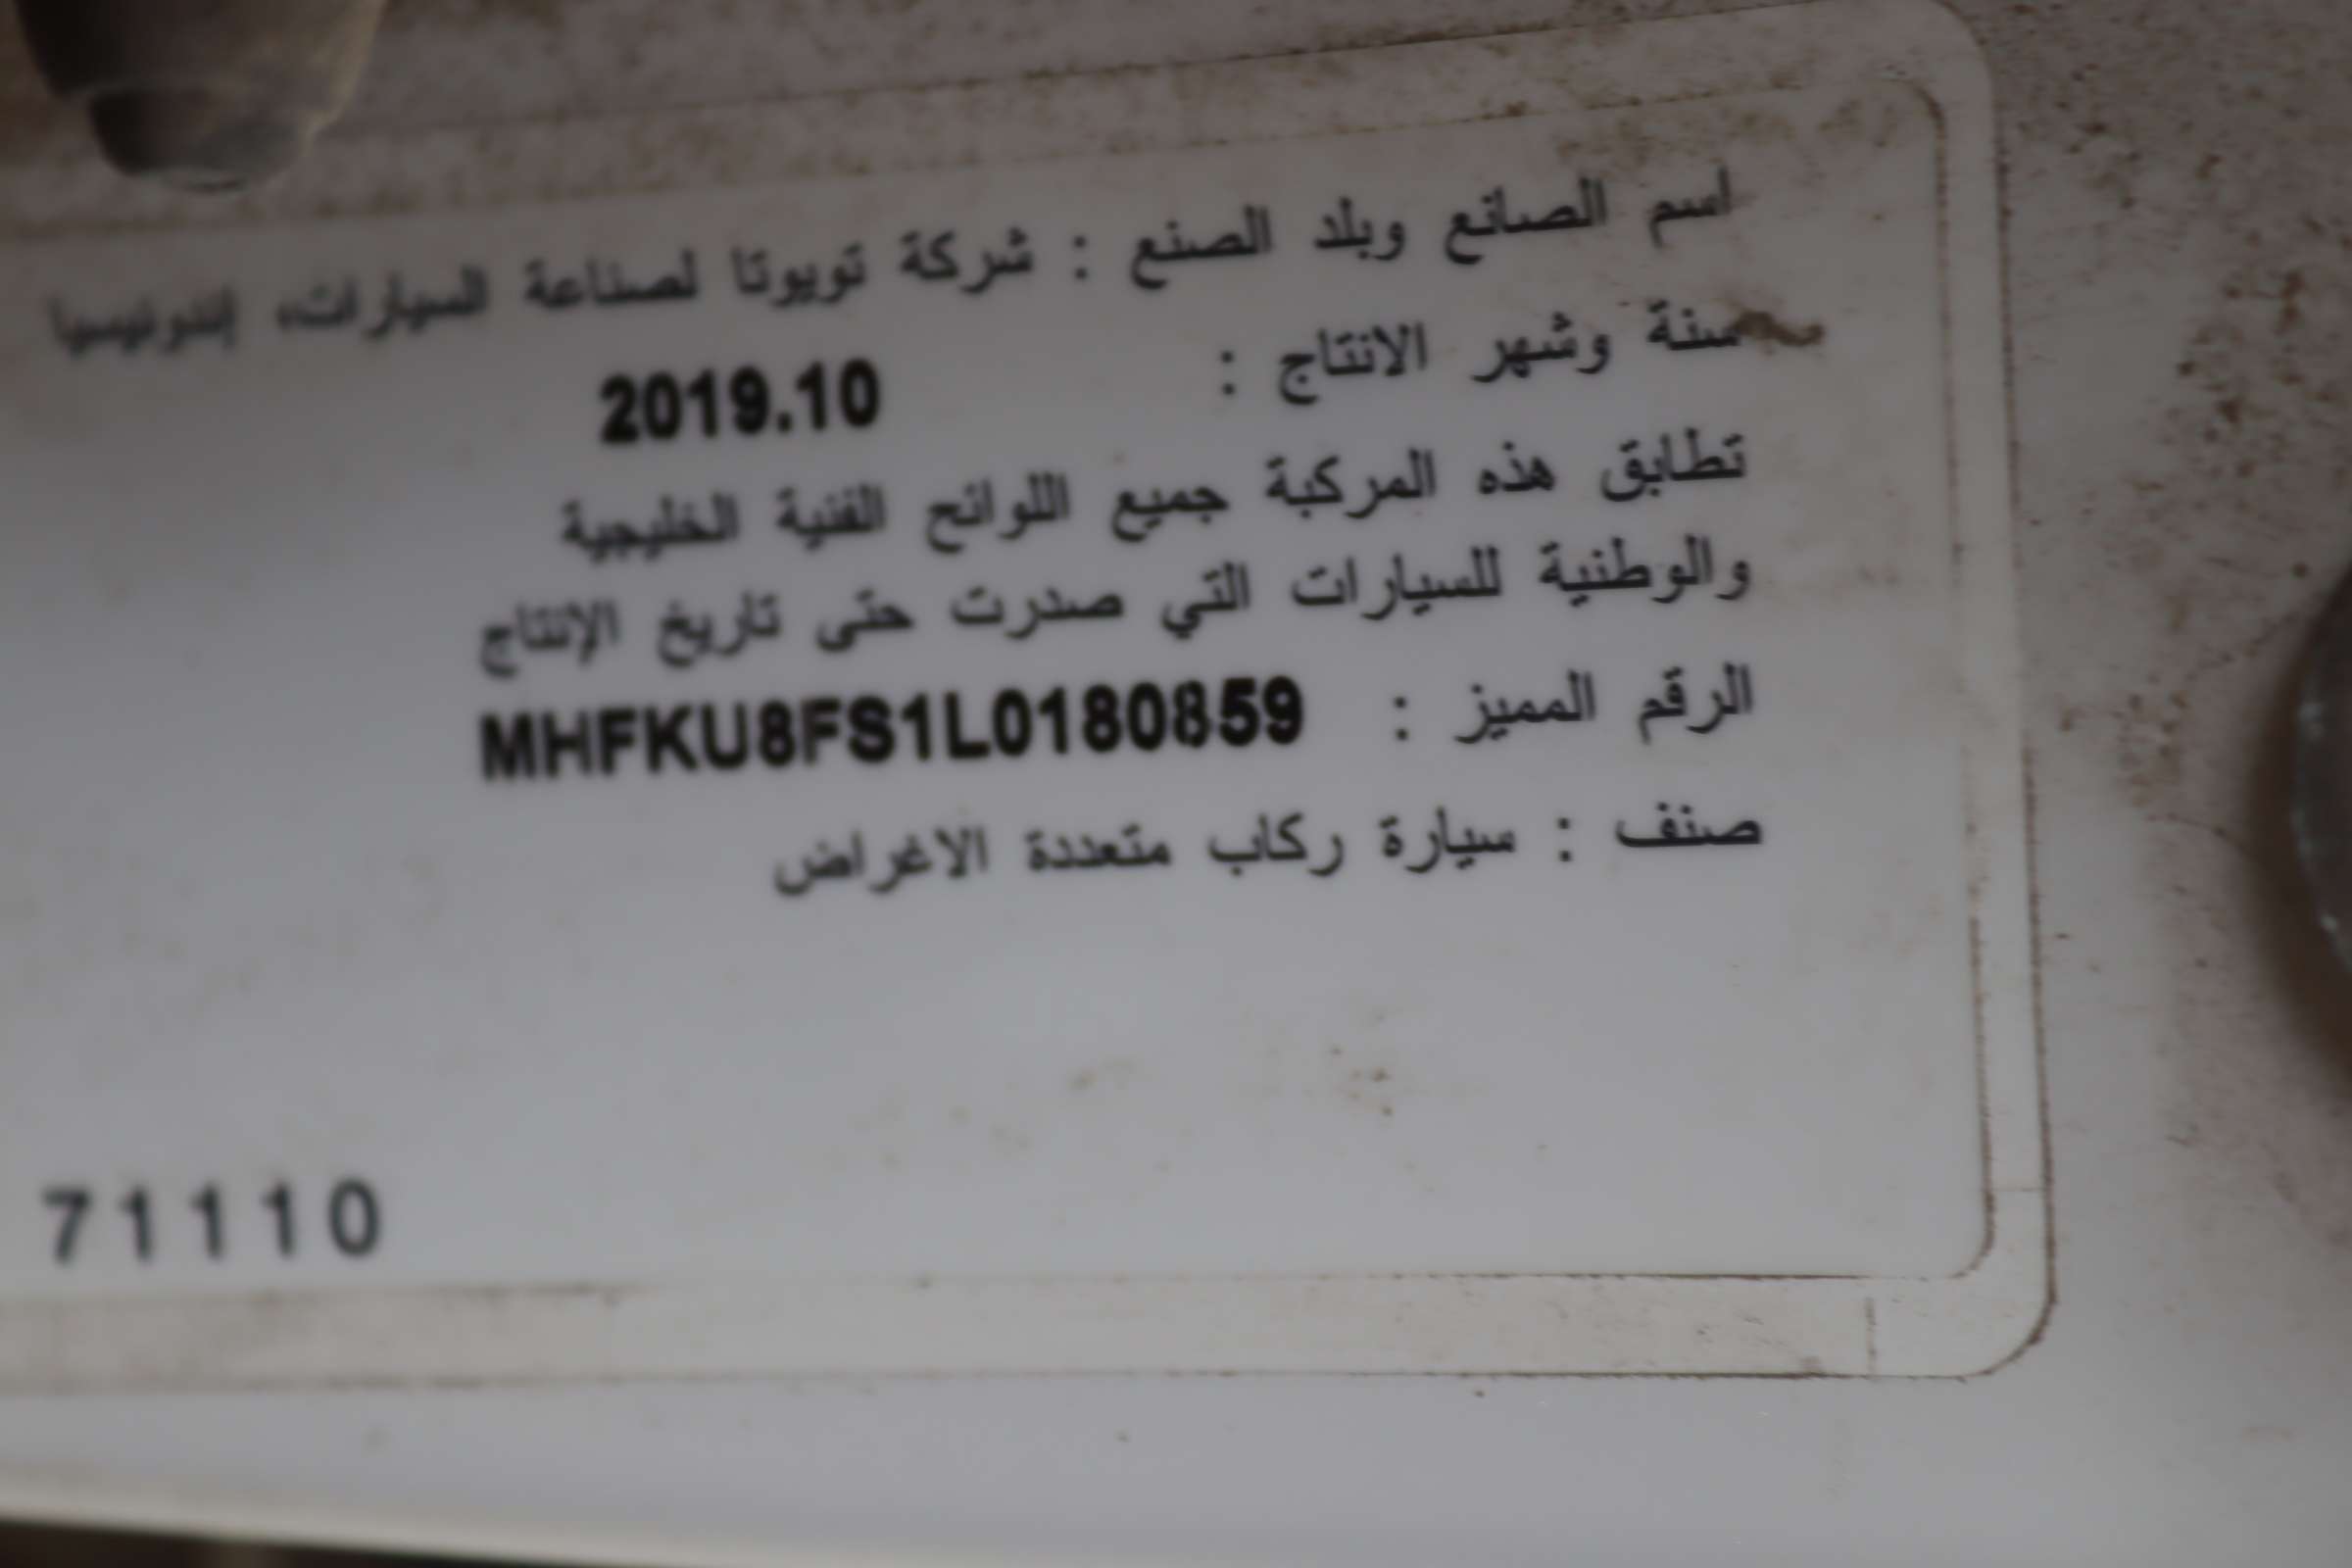 اسم الصانع وبلد الصنع : شركة تويوتا لصناعة السيارات، إندونيسيا
سنة وشهر الانتاج : 2019.10
تطابق هذه المركبة جميع اللوائح الفنية الخليجية
والوطنية للسيارات التي صدرت حتى تاريخ الإنتاج
الرقم المميز : MHFKU8FS1L0180859
صنف : سيارة ركاب متعددة الاغراض
71110